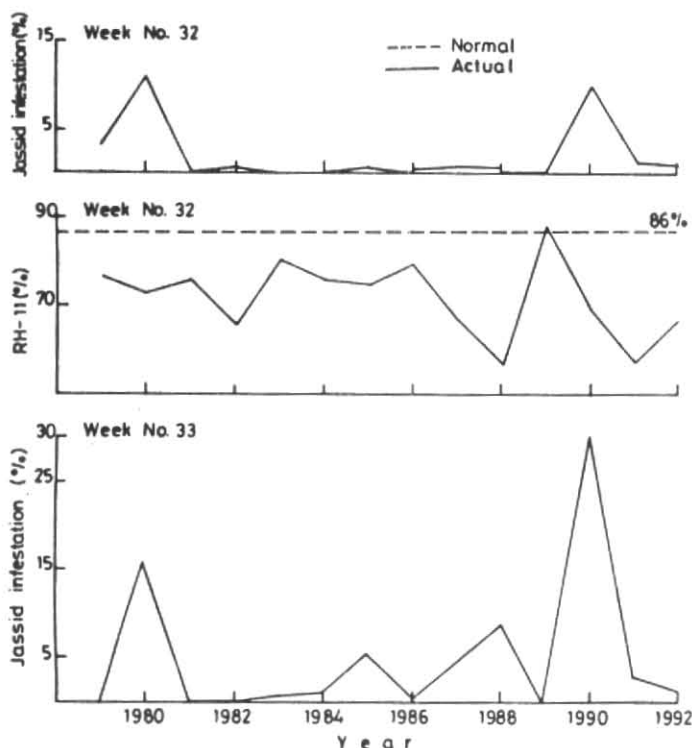 Week No. 32
Normal
Actual
Jassid infestation (%)
15
5
Week No. 32
86%
RH-11 (%)
90
70
Week No. 33
Jassid infestation (%)
30
25
15
5
1980 1982 1984 1986 1988 1990 1992
Year